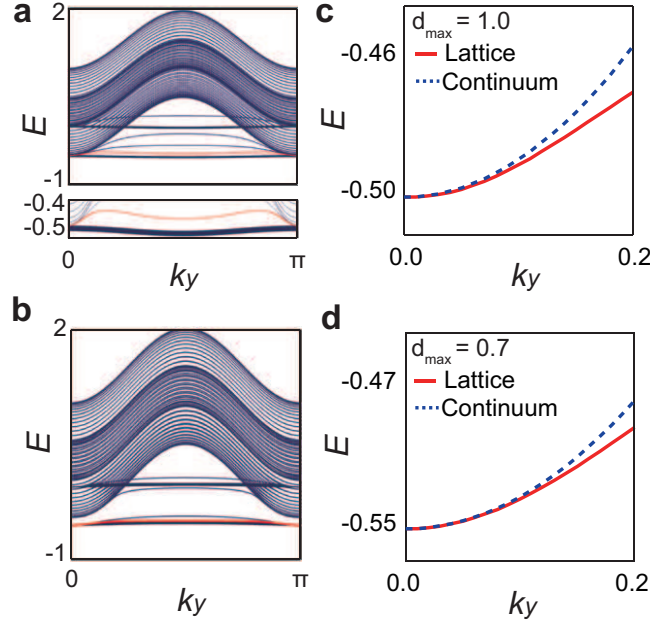 a
2
E
-1
-0.4
-0.5
0
π
ky
b
2
E
-1
0
π
ky
c
d_max = 1.0
Lattice
Continuum
-0.46
E
-0.50
0.0
0.2
ky
d
d_max = 0.7
Lattice
Continuum
-0.47
E
-0.55
0.0
0.2
ky